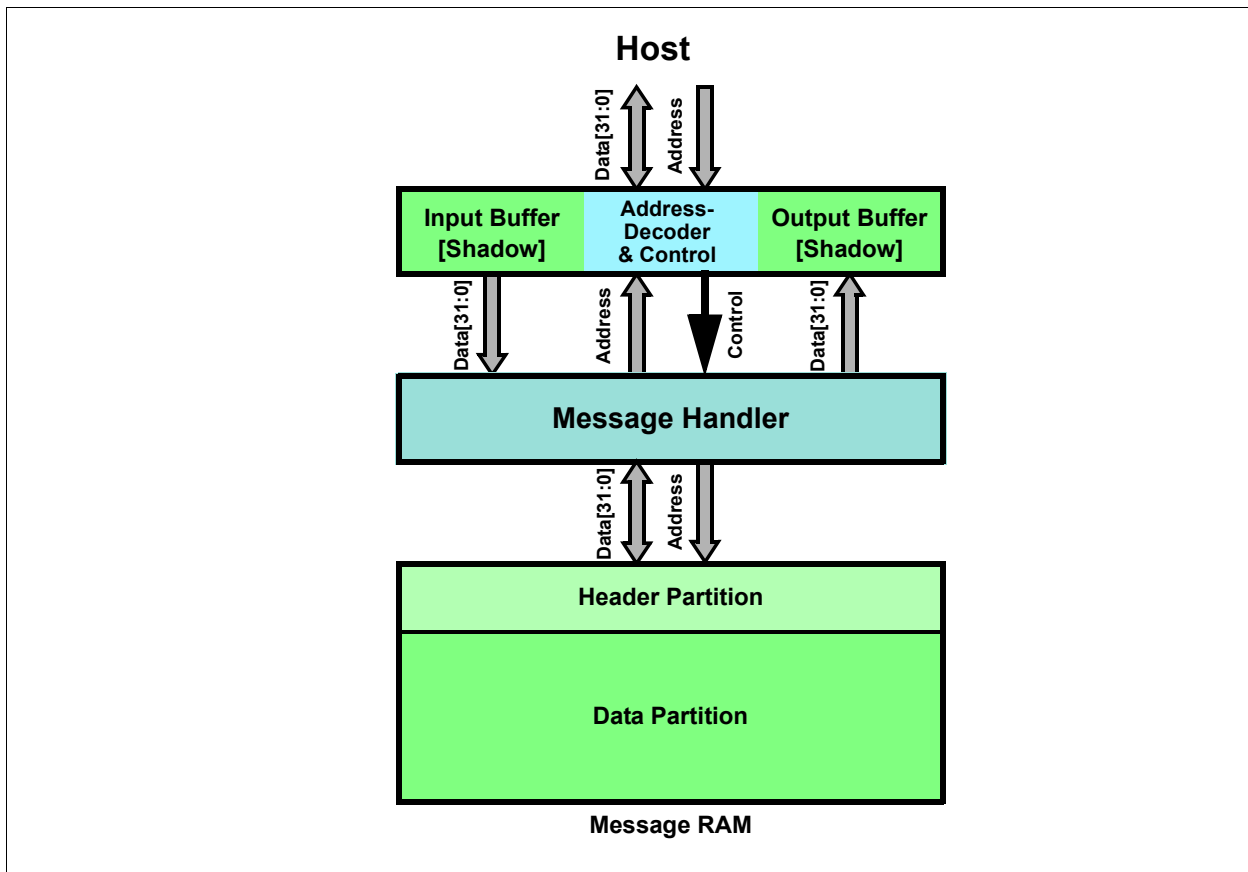 Host
Data[31:0]
Address
Input Buffer
[Shadow]
Address-
Decoder
& Control
Output Buffer
[Shadow]
Data[31:0]
Address
Control
Data[31:0]
Message Handler
Data[31:0]
Address
Header Partition
Data Partition
Message RAM